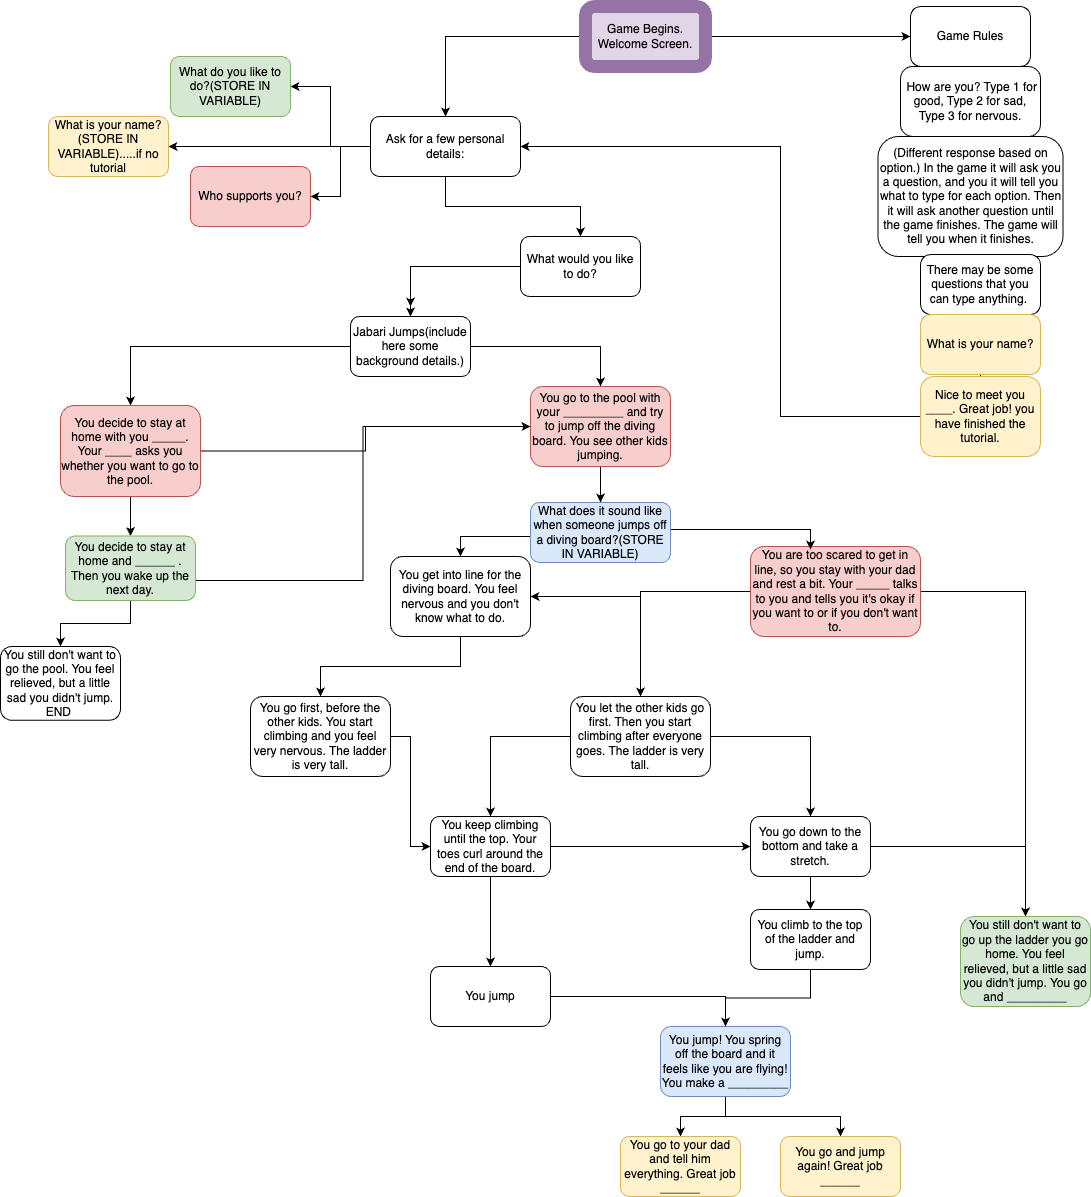 Game Begins.
Welcome Screen.
Game Rules
How are you? Type 1 for
good, Type 2 for sad,
Type 3 for nervous.
(Different response based on
option.) In the game it will ask you
a question, and you it will tell you
what to type for each option. Then
it will ask another question until
the game finishes. The game will
tell you when it finishes.
There may be some
questions that you
can type anything.
What is your name?
Nice to meet you
____. Great job! you
have finished the
tutorial.
What do you like to
do?(STORE IN
VARIABLE)
What is your name?
(STORE IN
VARIABLE).....if no
tutorial
Ask for a few personal
details:
Who supports you?
What would you like
to do?
Jabari Jumps(include
here some
background details.)
You decide to stay at
home with you _____.
Your ____ asks you
whether you want to go to
the pool.
You go to the pool with
your _________ and try
to jump off the diving
board. You see other kids
jumping.
What does it sound like
when someone jumps off
a diving board?(STORE
IN VARIABLE)
You decide to stay at
home and ______ .
Then you wake up the
next day.
You get into line for the
diving board. You feel
nervous and you don't
know what to do.
You are too scared to get in
line, so you stay with your dad
and rest a bit. Your _____ talks
to you and tells you it's okay if
you want to or if you don't want
to.
You still don't want to
go the pool. You feel
relieved, but a little
sad you didn't jump.
END
You go first, before the
other kids. You start
climbing and you feel
very nervous. The ladder
is very tall.
You let the other kids go
first. Then you start
climbing after everyone
goes. The ladder is very
tall.
You keep climbing
until the top. Your
toes curl around the
end of the board.
You go down to the
bottom and take a
stretch.
You climb to the top
of the ladder and
jump.
You still don't want to
go up the ladder you go
home. You feel
relieved, but a little sad
you didn't jump. You go
and _________
You jump
You jump! You spring
off the board and it
feels like you are flying!
You make a __________
You go to your dad
and tell him
everything. Great job
______
You go and jump
again! Great job
______